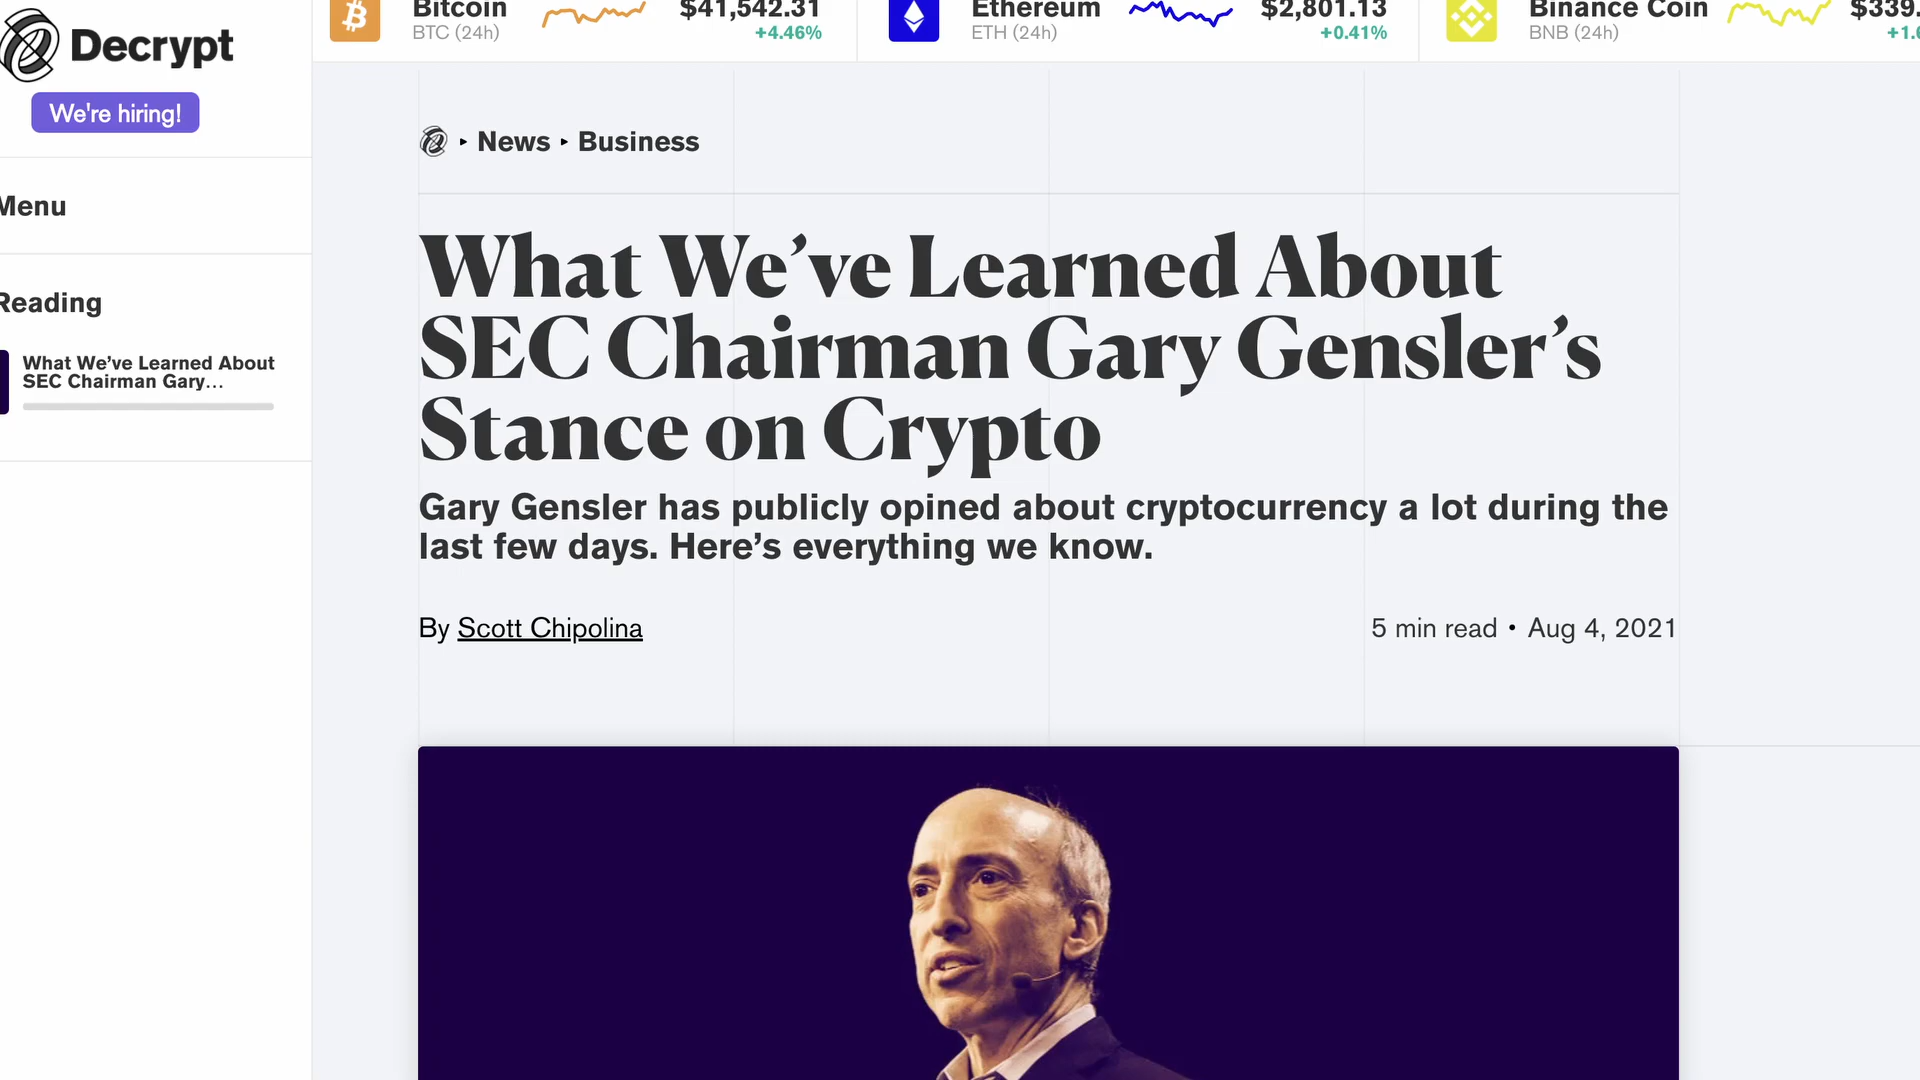 Decrypt
We're hiring!
Menu
Reading
What We've Learned About
SEC Chairman Gary...
Bitcoin $41,542.31
BTC (24h) +4.46%
Ethereum $2,801.13
ETH (24h) +0.41%
Binance Coin $339.
BNB (24h)
News ‣ Business
What We’ve Learned About
SEC Chairman Gary Gensler’s
Stance on Crypto
Gary Gensler has publicly opined about cryptocurrency a lot during the
last few days. Here’s everything we know.
By Scott Chipolina
5 min read • Aug 4, 2021